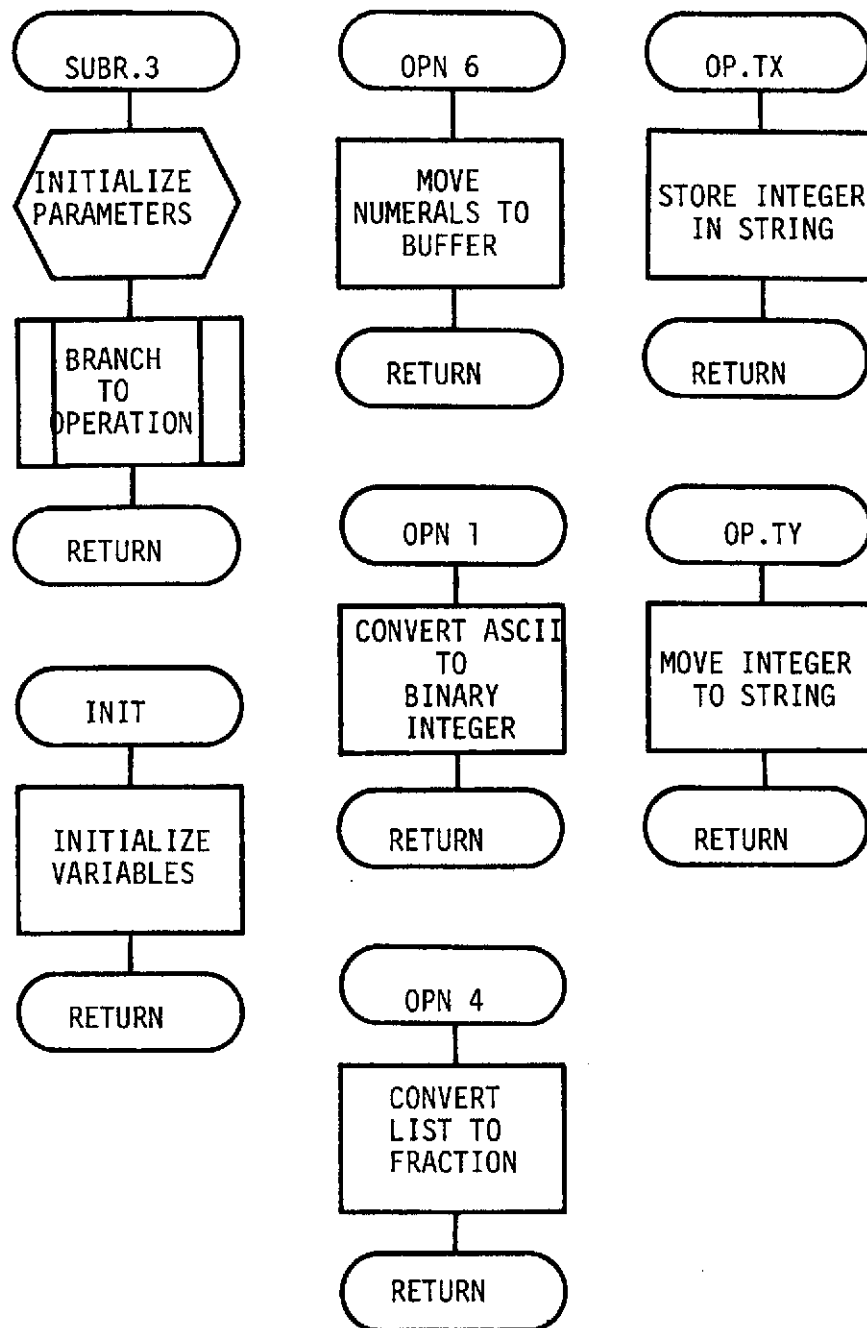 SUBR.3
INITIALIZE
PARAMETERS
BRANCH
TO
OPERATION
RETURN
INIT
INITIALIZE
VARIABLES
RETURN
OPN 6
MOVE
NUMERALS TO
BUFFER
RETURN
OPN 1
CONVERT ASCII
TO
BINARY
INTEGER
RETURN
OPN 4
CONVERT
LIST TO
FRACTION
RETURN
OP.TX
STORE INTEGER
IN STRING
RETURN
OP.TY
MOVE INTEGER
TO STRING
RETURN